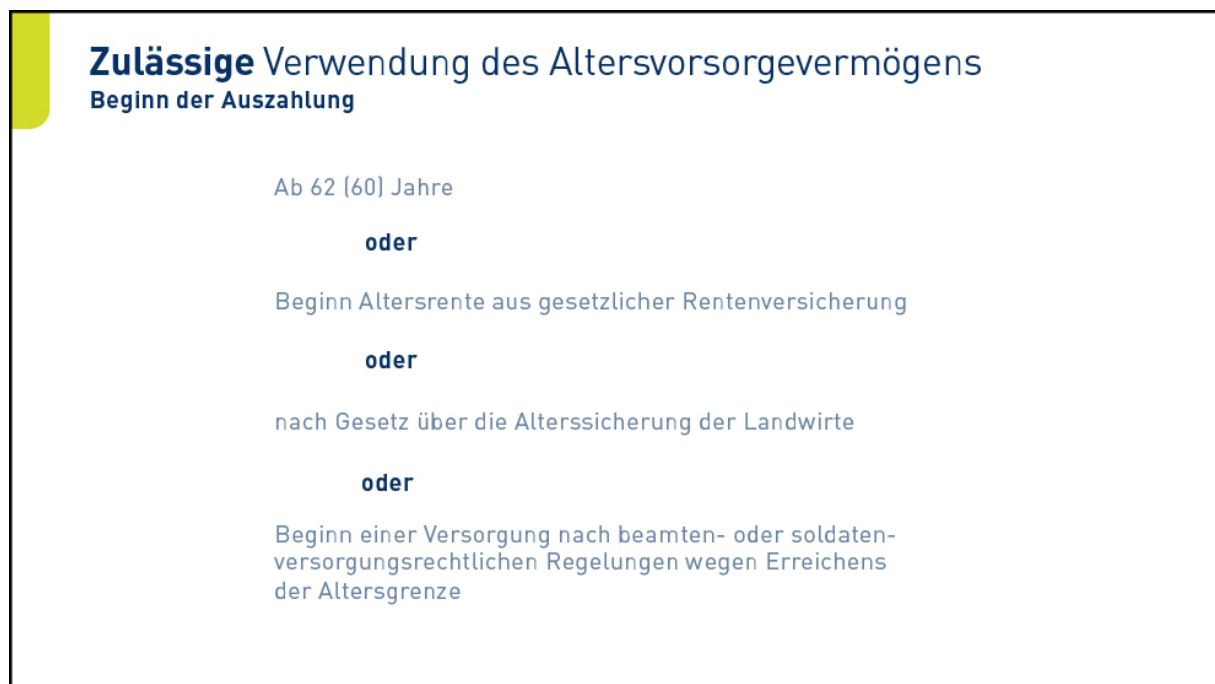 Zulässige Verwendung des Altersvorsorgevermögens
Beginn der Auszahlung
Ab 62 (60) Jahre
oder
Beginn Altersrente aus gesetzlicher Rentenversicherung
oder
nach Gesetz über die Alterssicherung der Landwirte
oder
Beginn einer Versorgung nach beamten- oder soldaten-
versorgungsrechtlichen Regelungen wegen Erreichens
der Altersgrenze